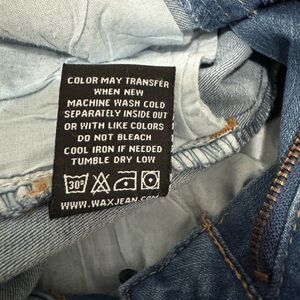 COLOR MAY TRANSFER
WHEN NEW
MACHINE WASH COLD
SEPARATELY INSIDE OUT
OR WITH LIKE COLORS
DO NOT BLEACH
COOL IRON IF NEEDED
TUMBLE DRY LOW
30°
WWW.WAXJEAN.COM